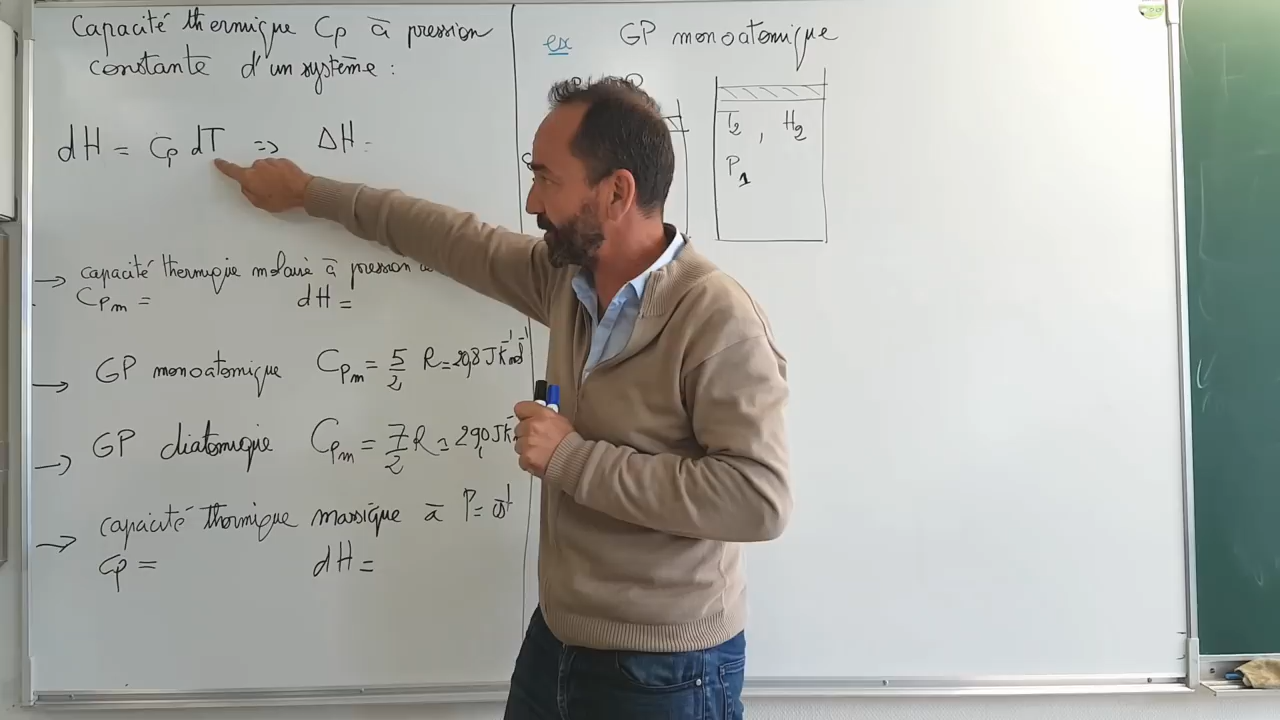 Capacité thermique Cp à pression
constante d'un système :
dH = Cp dT => ΔH =
→ capacité thermique molaire à pression
CPm = dH =
→ GP monoatomique CPm = 5/2 R = 20,8 J K⁻¹ mol⁻¹
→ GP diatomique CPm = 7/2 R = 29,0 J K⁻
→ capacité thermique massique à P = cst
cp = dH =
ex GP monoatomique
T2 , H2
P1